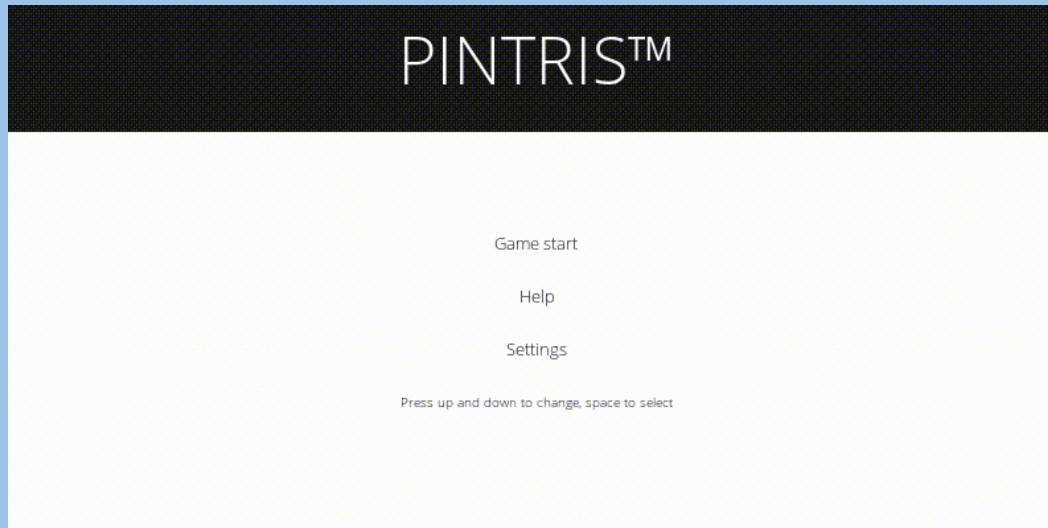 PINTRIS™
Game start
Help
Settings
Press up and down to change, space to select